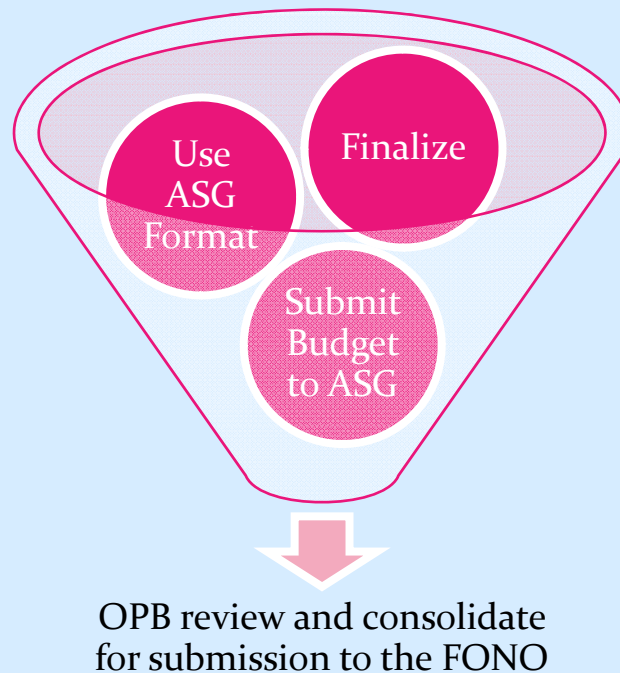 Use
ASG
Format
Finalize
Submit
Budget
to ASG
OPB review and consolidate
for submission to the FONO